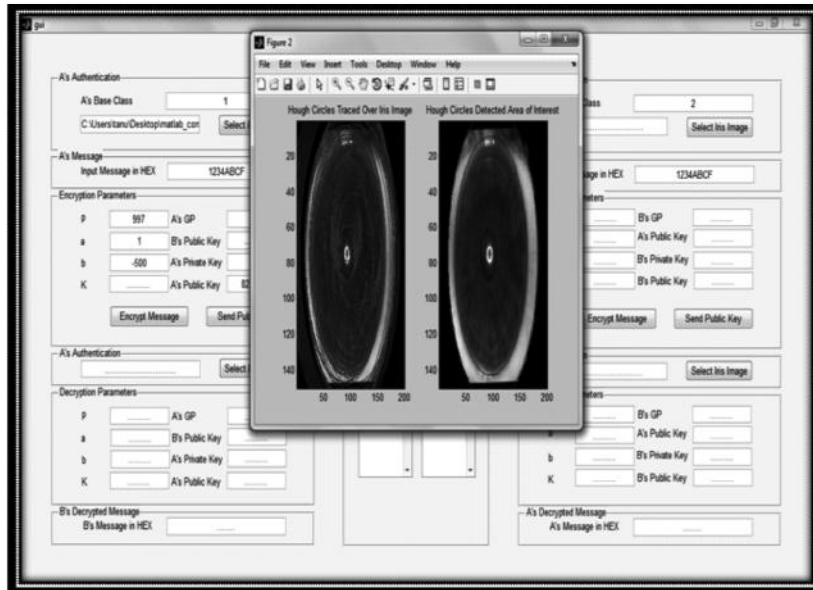 gui
Figure 2
File Edit View Insert Tools Desktop Window Help
Hough Circles Traced Over Iris Image
Hough Circles Detected Area of Interest
20
40
60
80
100
120
140
50 100 150 200
20
40
60
80
100
120
140
50 100 150 200
A's Authentication
A's Base Class 1
C:\Users\tanu\Desktop\matlab_con
Select
A's Message
Input Message in HEX 1234ABCF
Encryption Parameters
P 997 A's GP
a 1 B's Public Key
b -500 A's Private Key
K A's Public Key 82
Encrypt Message
A's Authentication
Select
Decryption Parameters
P A's GP
a B's Public Key
b A's Private Key
K A's Public Key
B's Decrypted Message
B's Message in HEX
2
Select Iris Image
in HEX 1234ABCF
B's GP
A's Public Key
B's Private Key
B's Public Key
Encrypt Message Send Public Key
Select Iris Image
B's GP
A's Public Key
b B's Private Key
K B's Public Key
A's Decrypted Message
A's Message in HEX